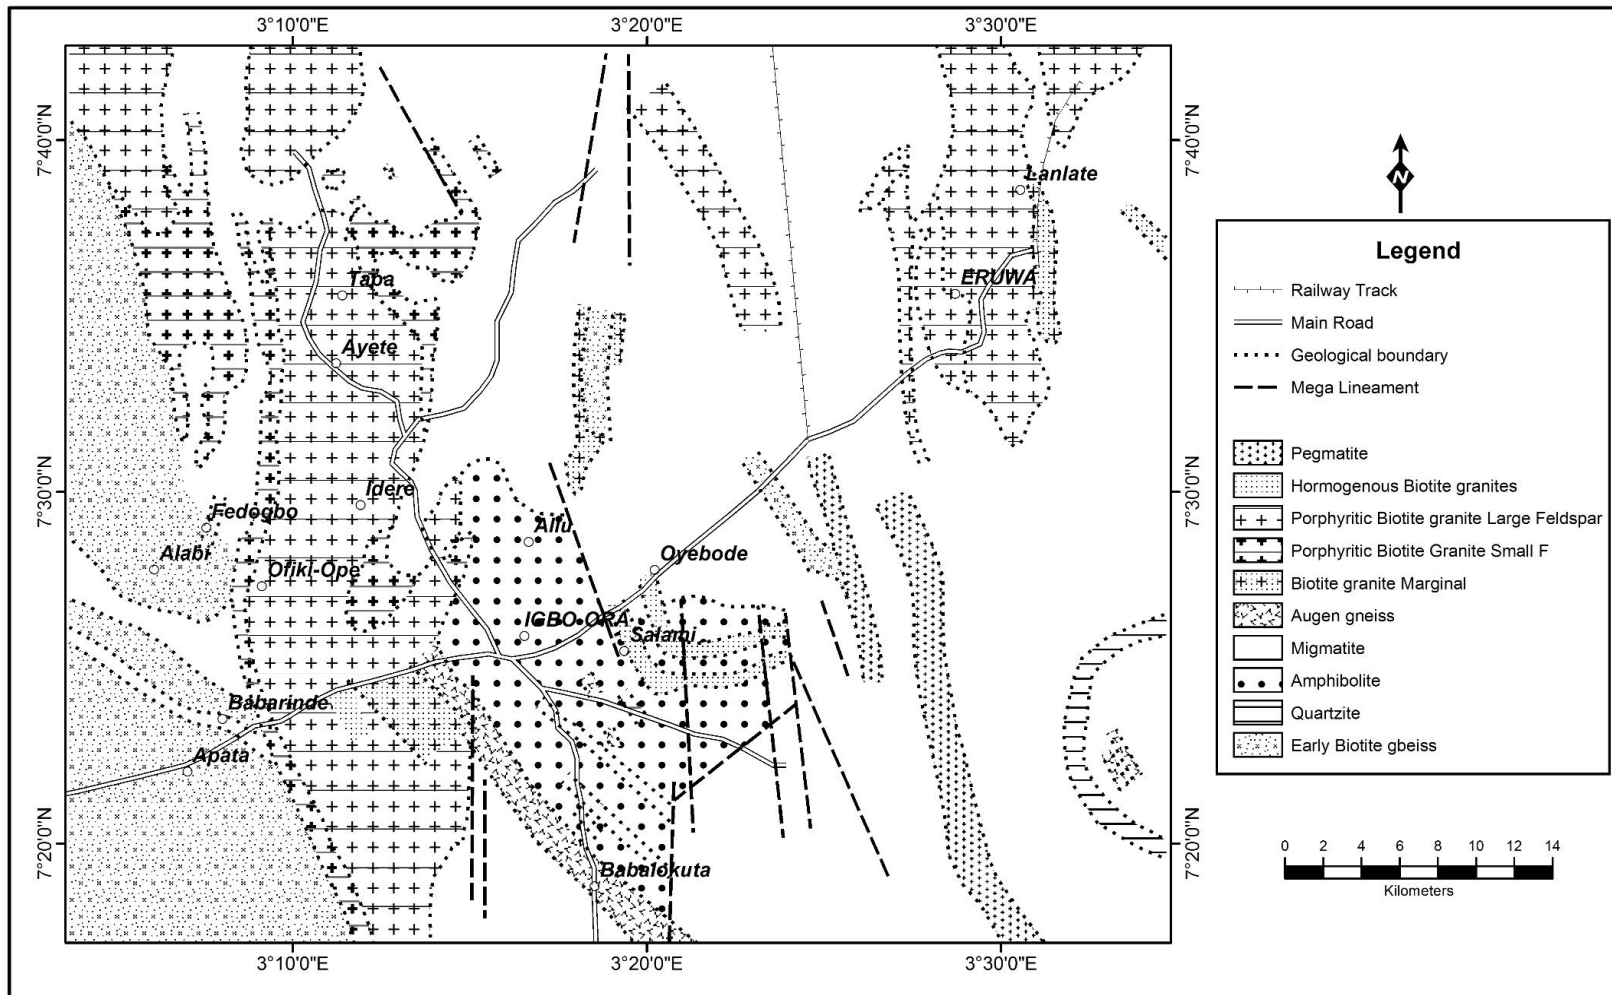 3°10'0"E 3°20'0"E 3°30'0"E
7°40'0"N 7°40'0"N
N
Lanlate
Tapa
ERUWA
Ayete
7°30'0"N 7°30'0"N
Idere
Fedogbo
Allu
Alabi
Oyebode
Ofiki-Ope
IGBO-ORA
Salami
Babarinde
Apata
7°20'0"N 7°20'0"N
Babalokuta
3°10'0"E 3°20'0"E 3°30'0"E
Legend
Railway Track
Main Road
Geological boundary
Mega Lineament
Pegmatite
Hormogenous Biotite granites
Porphyritic Biotite granite Large Feldspar
Porphyritic Biotite Granite Small F
Biotite granite Marginal
Augen gneiss
Migmatite
Amphibolite
Quartzite
Early Biotite gbeiss
0 2 4 6 8 10 12 14
Kilometers